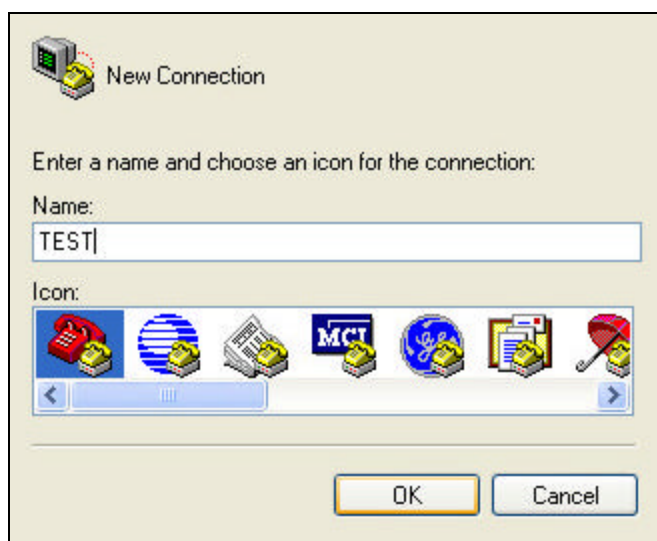 New Connection
Enter a name and choose an icon for the connection:
Name:
TEST
Icon:
MCI
OK Cancel